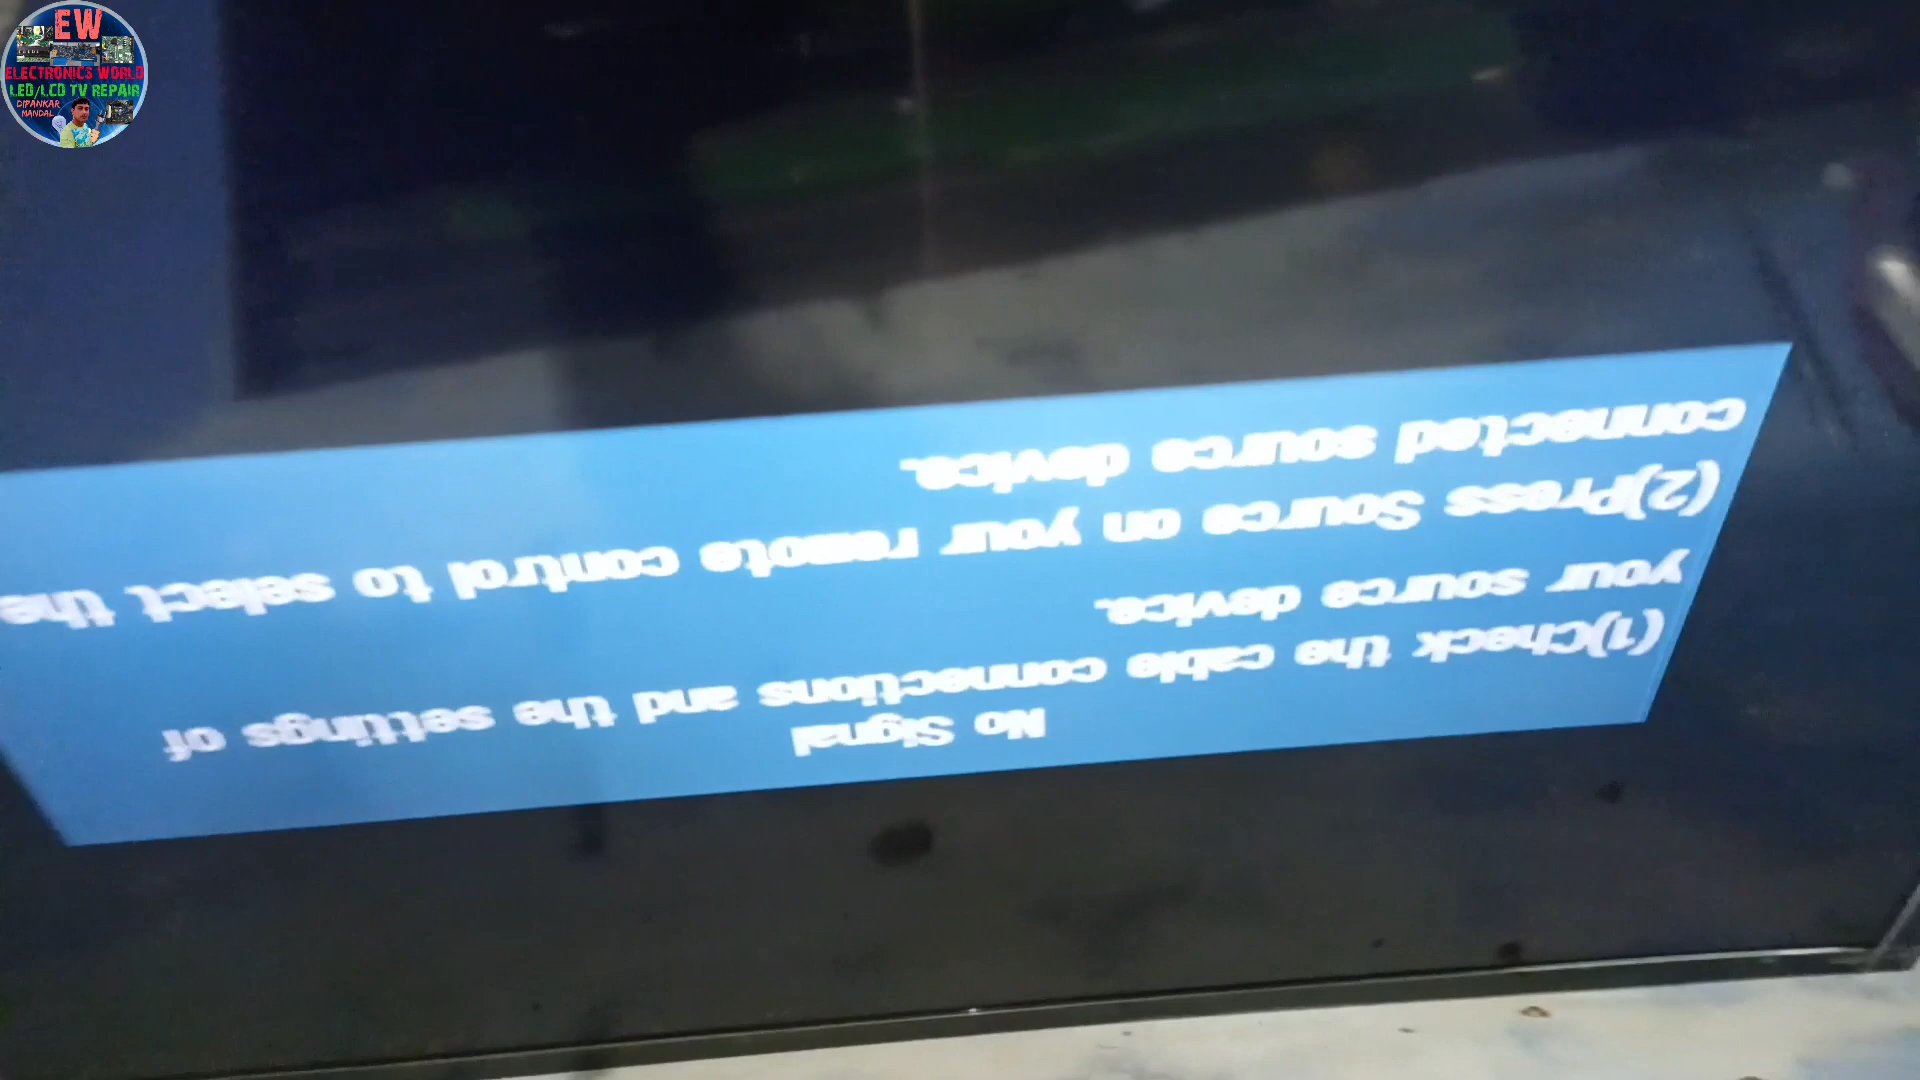 EW
ELECTRONICS WORLD
LED/LCD TV REPAIR
DIPANKAR
MANDAL
No Signal
(1)Check the cable connections and the settings of
your source device.
(2)Press Source on your remote control to select the
connected source device.